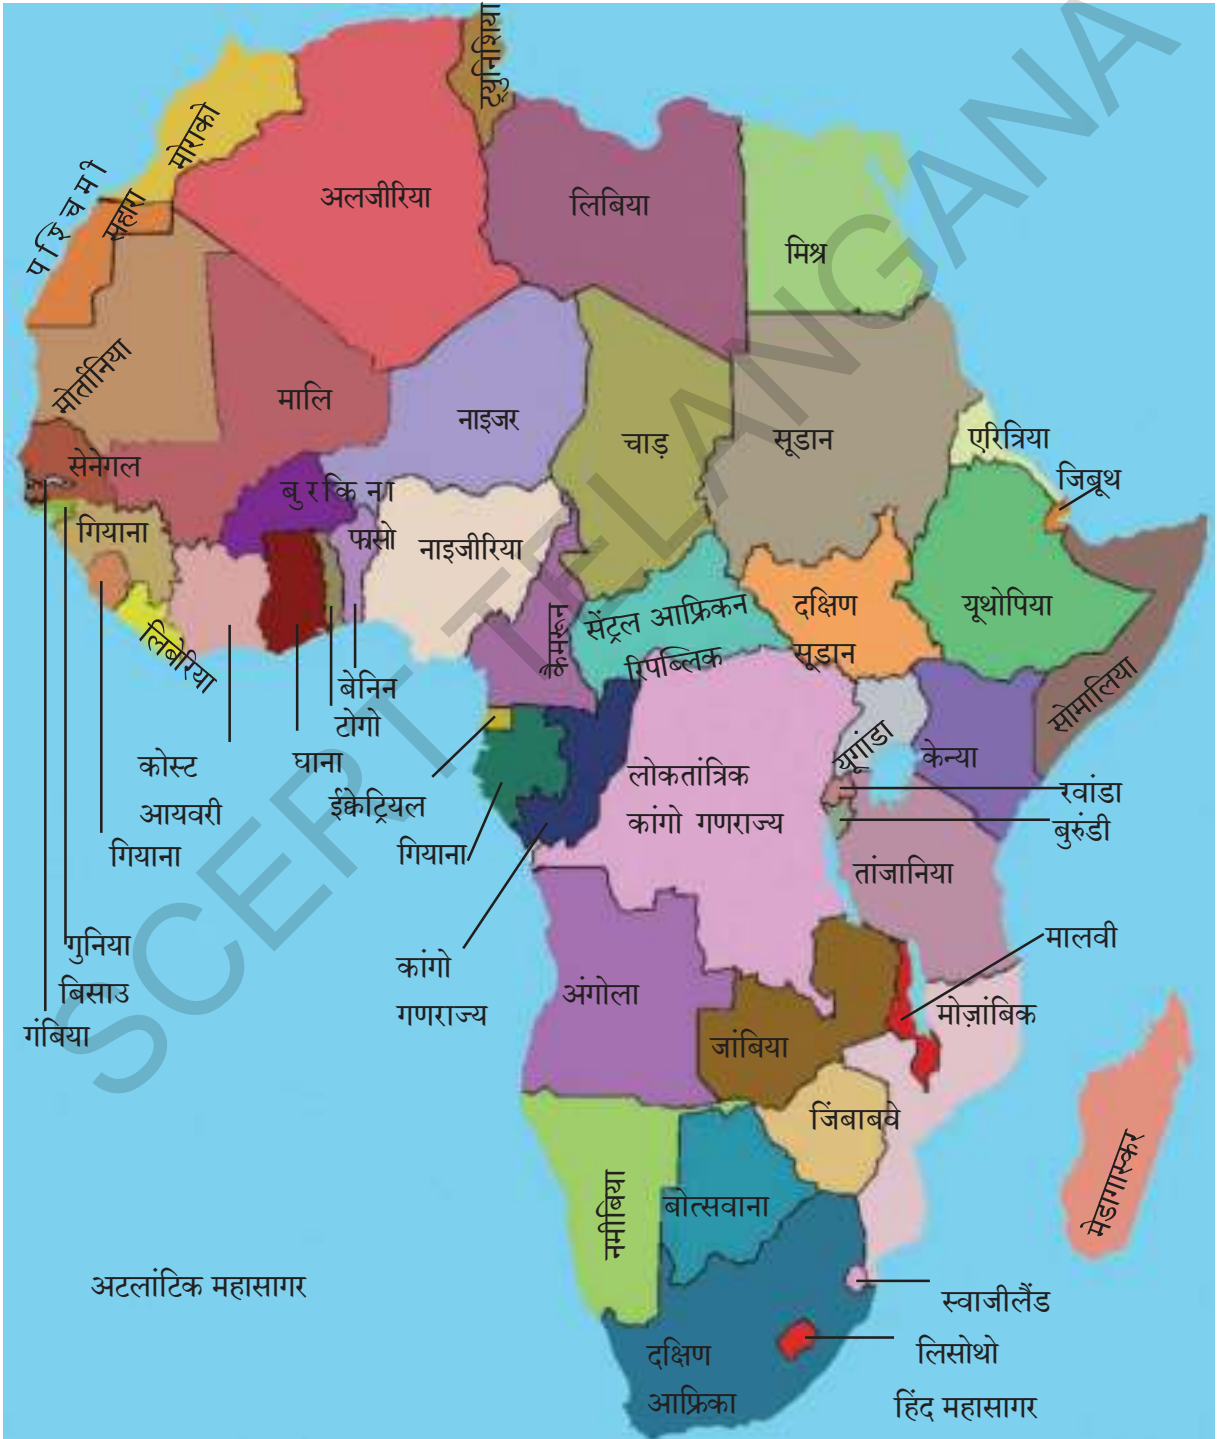 ट्यूनिशिया
मोराको
पश्चिमी
सहारा
अलजीरिया
लिबिया
मिश्र
मोर्तानिया
मालि
नाइजर
चाड़
सूडान
एरित्रिया
जिबूथ
सेनेगल
बुरकिना
फासो
गियाना
नाइजीरिया
कैमरून
सेंट्रल आफ्रिकन
रिपब्लिक
दक्षिण
सूडान
यूथोपिया
सोमालिया
लिबेरिया
बेनिन
टोगो
घाना
कोस्ट
आयवरी
गियाना
ईक्वेट्रियल
गियाना
लोकतांत्रिक
कांगो गणराज्य
यूगांडा
केन्या
रवांडा
बुरुंडी
तांजानिया
गुनिया
बिसाउ
गंबिया
कांगो
गणराज्य
अंगोला
मालवी
मोज़ांबिक
जांबिया
जिंबाबवे
नमीबिया
बोत्सवाना
मेडागास्कर
अटलांटिक महासागर
स्वाजीलैंड
लिसोथो
दक्षिण
आफ्रिका
हिंद महासागर
SCERT TELANGANA